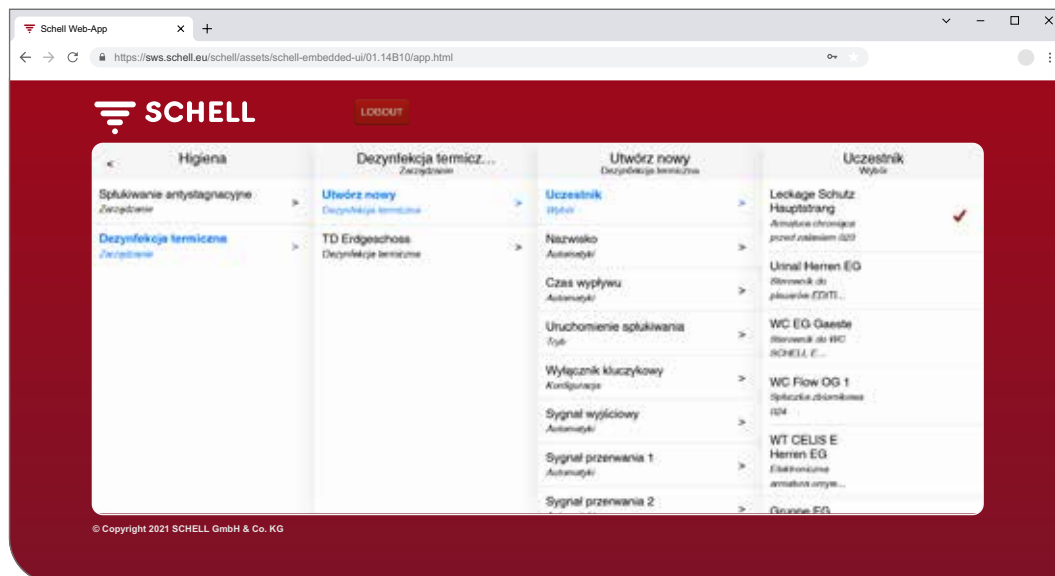 Schell Web-App
https://sws.schell.eu/schell/assets/schell-embedded-ui/01.14B10/app.html
SCHELL
LOGOUT
< Higiena
Spłukiwanie antystagnacyjne >
Zarządzanie
Dezynfekcja termiczna >
Zarządzanie
Dezynfekcja termicz...
Zarządzanie
Utwórz nowy >
Dezynfekcja termiczna
TD Erdgeschoss >
Dezynfekcja termiczna
Utwórz nowy
Dezynfekcja termiczna
Uczestnik >
Wybór
Nazwisko >
Automatyki
Czas wypływu >
Automatyki
Uruchomienie spłukiwania >
Tryb
Wyłącznik kluczykowy >
Konfiguracja
Sygnał wyjściowy >
Automatyki
Sygnał przerwania 1 >
Automatyki
Sygnał przerwania 2 >
Uczestnik
Wybór
Leckage Schutz
Hauptstrang
Armatura chroniąca
przed zalaniem 020
Urinal Herren EG
Sterownik do
pisuarów EDITI...
WC EG Gaeste
Sterownik do WC
SCHELL E...
WC Flow OG 1
Spłuczka zbiornikowa
024
WT CELIS E
Herren EG
Elektroniczna
armatura umyw...
Gruppe EG
© Copyright 2021 SCHELL GmbH & Co. KG